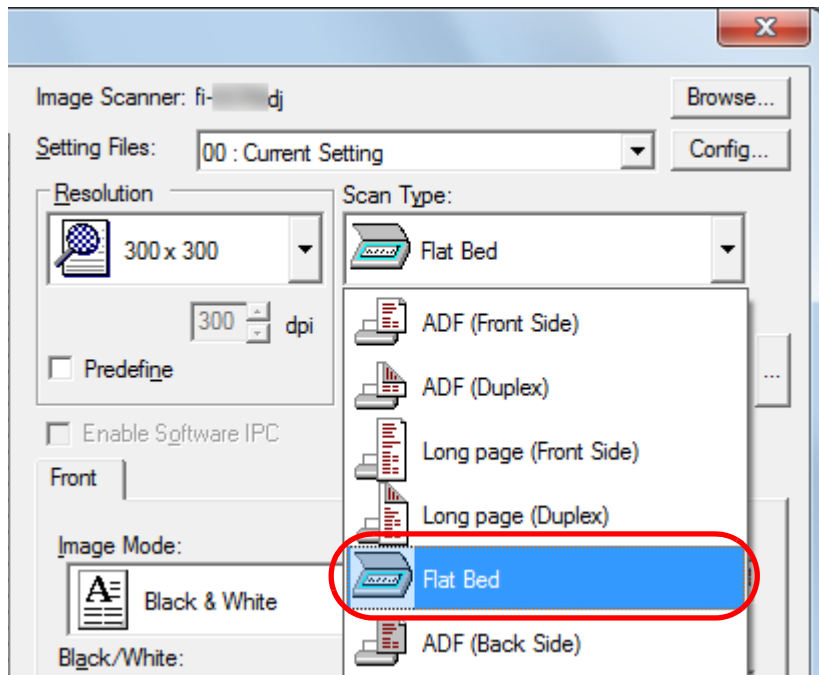 Image Scanner: fi- dj
Browse...
Setting Files:
00 : Current Setting
Config...
Resolution
Scan Type:
300 x 300
Flat Bed
300 dpi
ADF (Front Side)
Predefine
...
ADF (Duplex)
Enable Software IPC
Long page (Front Side)
Front
Long page (Duplex)
Image Mode:
Flat Bed
Black & White
ADF (Back Side)
Black/White: